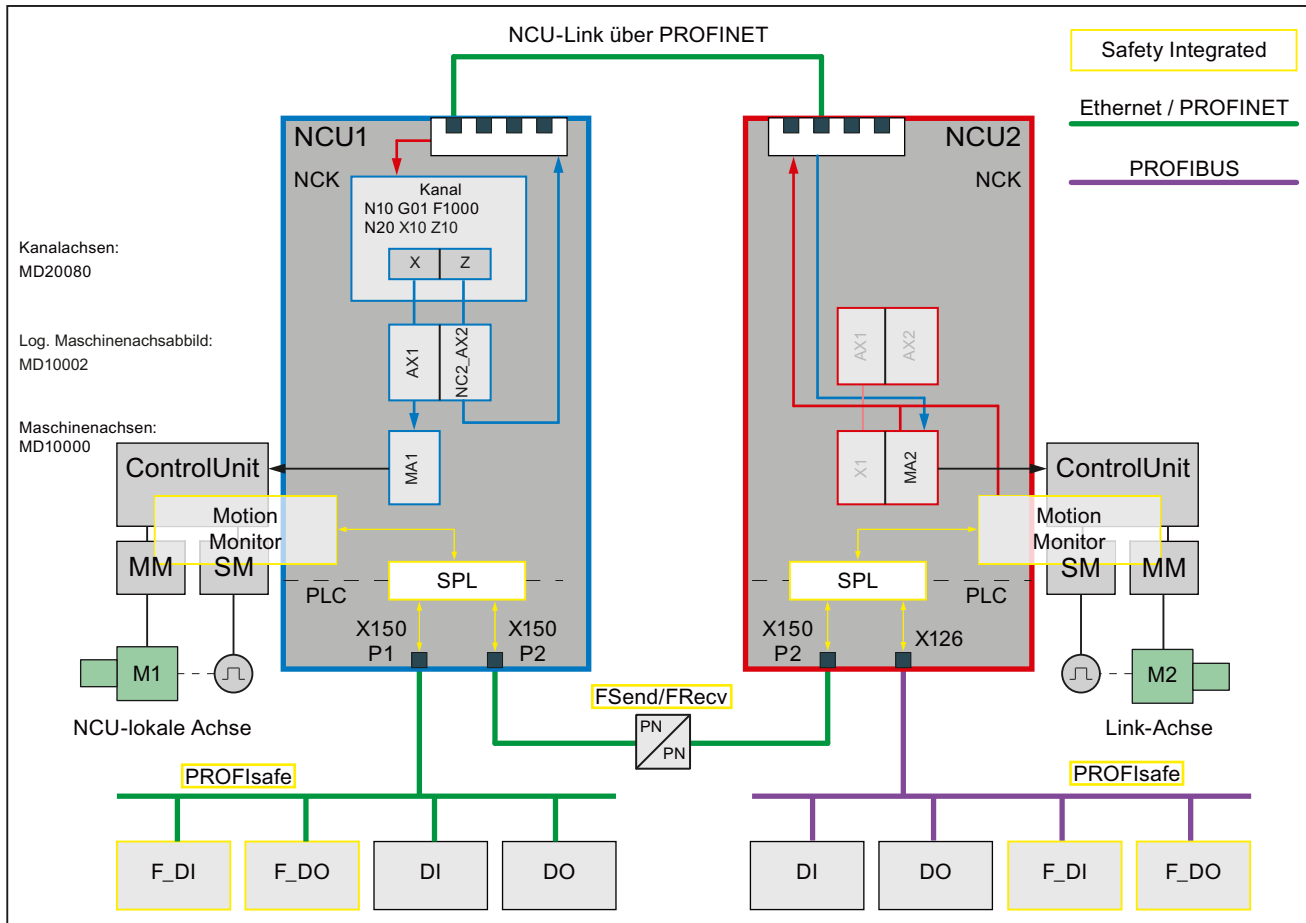 NCU-Link über PROFINET
Safety Integrated
Ethernet / PROFINET
PROFIBUS
NCU1
NCK
Kanal
N10 G01 F1000
N20 X10 Z10
X
Z
NCU2
NCK
Kanalachsen:
MD20080
Log. Maschinenachsabbild:
MD10002
AX1
NC2_AX2
AX1
AX2
Maschinenachsen:
MD10000
MA1
X1
MA2
ControlUnit
Motion
Monitor
MM
SM
ControlUnit
Motion
Monitor
SM
MM
SPL
PLC
SPL
PLC
X150
P1
X150
P2
X150
P2
X126
M1
NCU-lokale Achse
M2
Link-Achse
FSend/FRecv
PN
PN
PROFIsafe
PROFIsafe
F_DI
F_DO
DI
DO
DI
DO
F_DI
F_DO